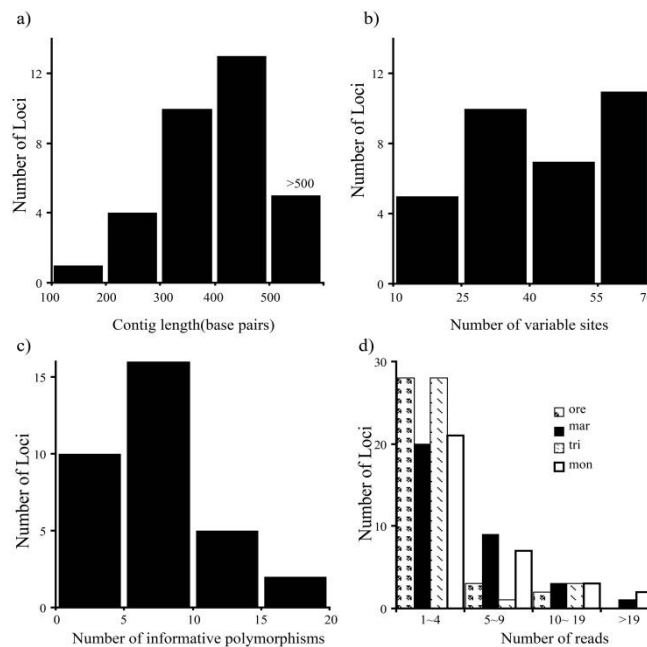 a)
Number of Loci
12
8
4
0
>500
100 200 300 400 500
Contig length(base pairs)
b)
Number of Loci
12
8
4
0
10 25 40 55 70
Number of variable sites
c)
Number of Loci
15
10
5
0
0 5 10 15 20
Number of informative polymorphisms
d)
Number of Loci
30
20
10
0
ore
mar
tri
mon
1~4 5~9 10~ 19 >19
Number of reads